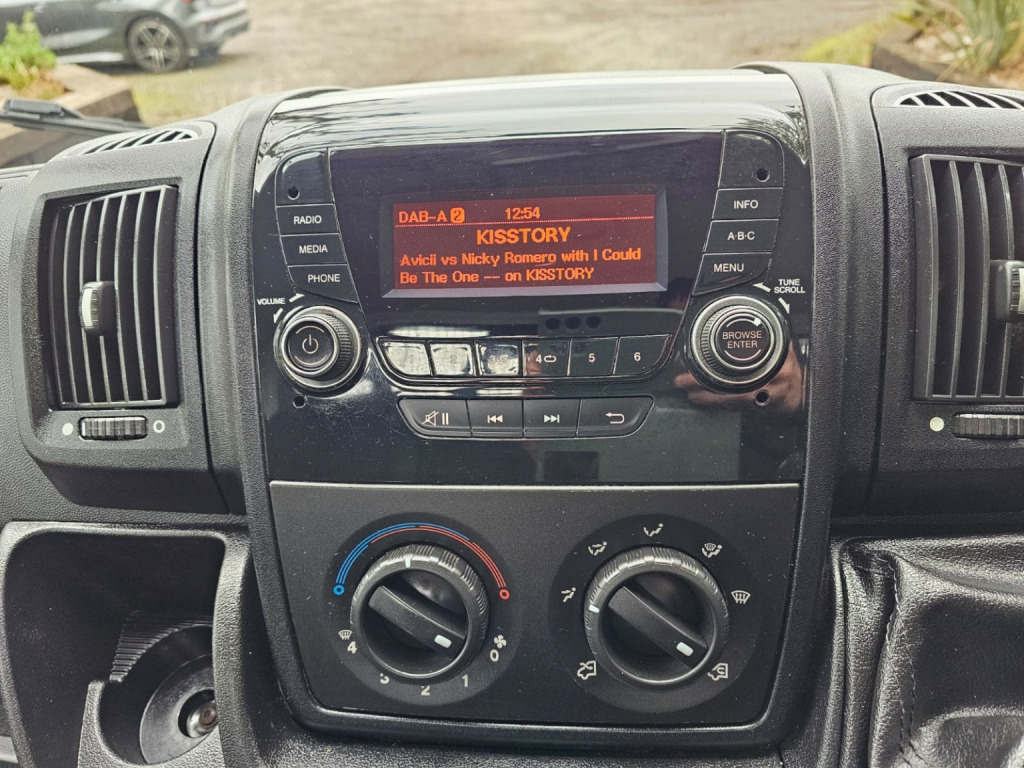 RADIO
MEDIA
PHONE
VOLUME
DAB-A 2 12:54
KISSTORY
Avicii vs Nicky Romero with I Could
Be The One -- on KISSTORY
INFO
A·B·C
MENU
TUNE
SCROLL
BROWSE
ENTER
4 5 6
4 3 2 1 0